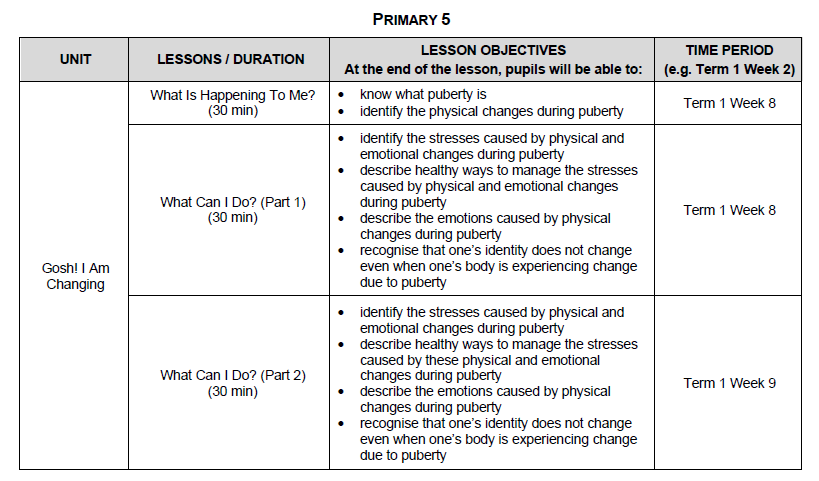 PRIMARY 5
UNIT
LESSONS / DURATION
LESSON OBJECTIVES
At the end of the lesson, pupils will be able to:
TIME PERIOD
(e.g. Term 1 Week 2)
Gosh! I Am
Changing
What Is Happening To Me?
(30 min)
• know what puberty is
• identify the physical changes during puberty
Term 1 Week 8
What Can I Do? (Part 1)
(30 min)
• identify the stresses caused by physical and
emotional changes during puberty
• describe healthy ways to manage the stresses
caused by physical and emotional changes
during puberty
• describe the emotions caused by physical
changes during puberty
• recognise that one's identity does not change
even when one's body is experiencing change
due to puberty
Term 1 Week 8
What Can I Do? (Part 2)
(30 min)
• identify the stresses caused by physical and
emotional changes during puberty
• describe healthy ways to manage the stresses
caused by these physical and emotional
changes during puberty
• describe the emotions caused by physical
changes during puberty
• recognise that one's identity does not change
even when one's body is experiencing change
due to puberty
Term 1 Week 9